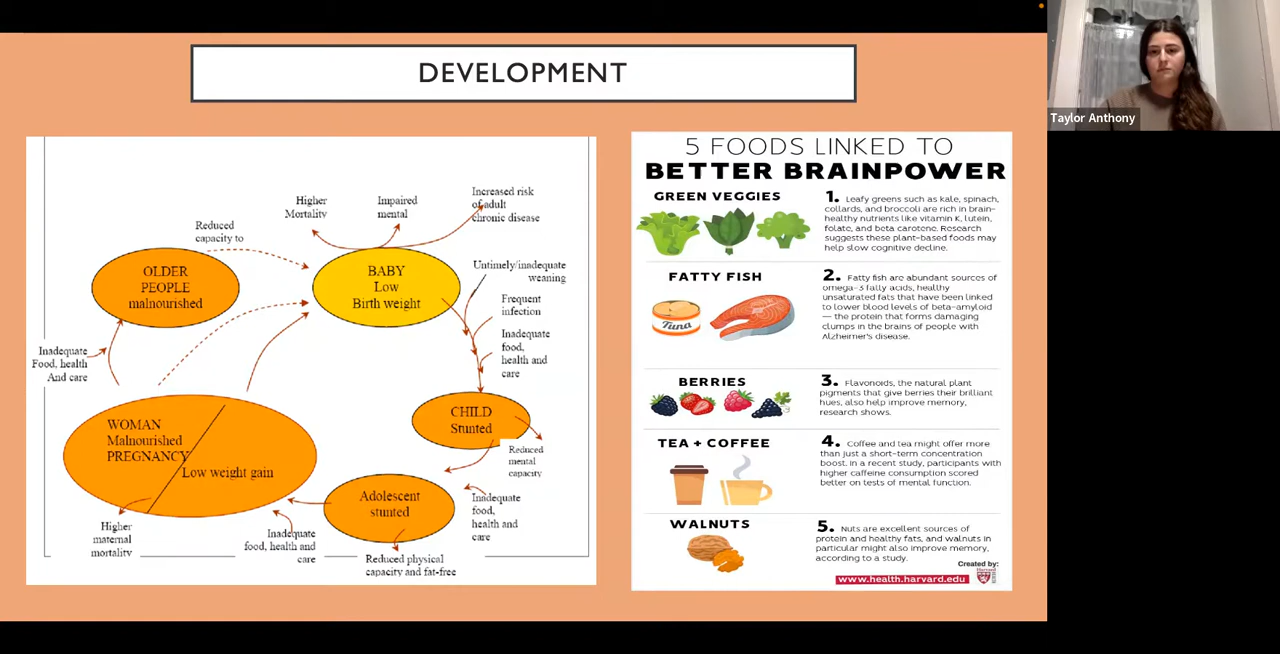 DEVELOPMENT
Taylor Anthony
Higher
Mortality
Impaired
mental
Increased risk
of adult
chronic disease
Reduced
capacity to
OLDER
PEOPLE
malnourished
BABY
Low
Birth weight
Untimely/inadequate
weaning
Frequent
infection
Inadequate
food,
health and
care
Inadequate
Food, health
And care
CHILD
Stunted
Reduced
mental
capacity
WOMAN
Malnourished
PREGNANCY
Low weight gain
Adolescent
stunted
Inadequate
food,
health and
care
Higher
maternal
mortality
Inadequate
food, health and
care
Reduced physical
capacity and fat-free
5 FOODS LINKED TO
BETTER BRAINPOWER
GREEN VEGGIES
1. Leafy greens such as kale, spinach,
collards, and broccoli are rich in brain-
healthy nutrients like vitamin K, lutein,
folate, and beta carotene. Research
suggests these plant-based foods may
help slow cognitive decline.
FATTY FISH
Tuna
2. Fatty fish are abundant sources of
omega-3 fatty acids, healthy
unsaturated fats that have been linked
to lower blood levels of beta-amyloid
— the protein that forms damaging
clumps in the brains of people with
Alzheimer's disease.
BERRIES
3. Flavonoids, the natural plant
pigments that give berries their brilliant
hues, also help improve memory,
research shows.
TEA + COFFEE
4. Coffee and tea might offer more
than just a short-term concentration
boost. In a recent study, participants with
higher caffeine consumption scored
better on tests of mental function.
WALNUTS
5. Nuts are excellent sources of
protein and healthy fats, and walnuts in
particular might also improve memory,
according to a study.
Created by:
www.health.harvard.edu